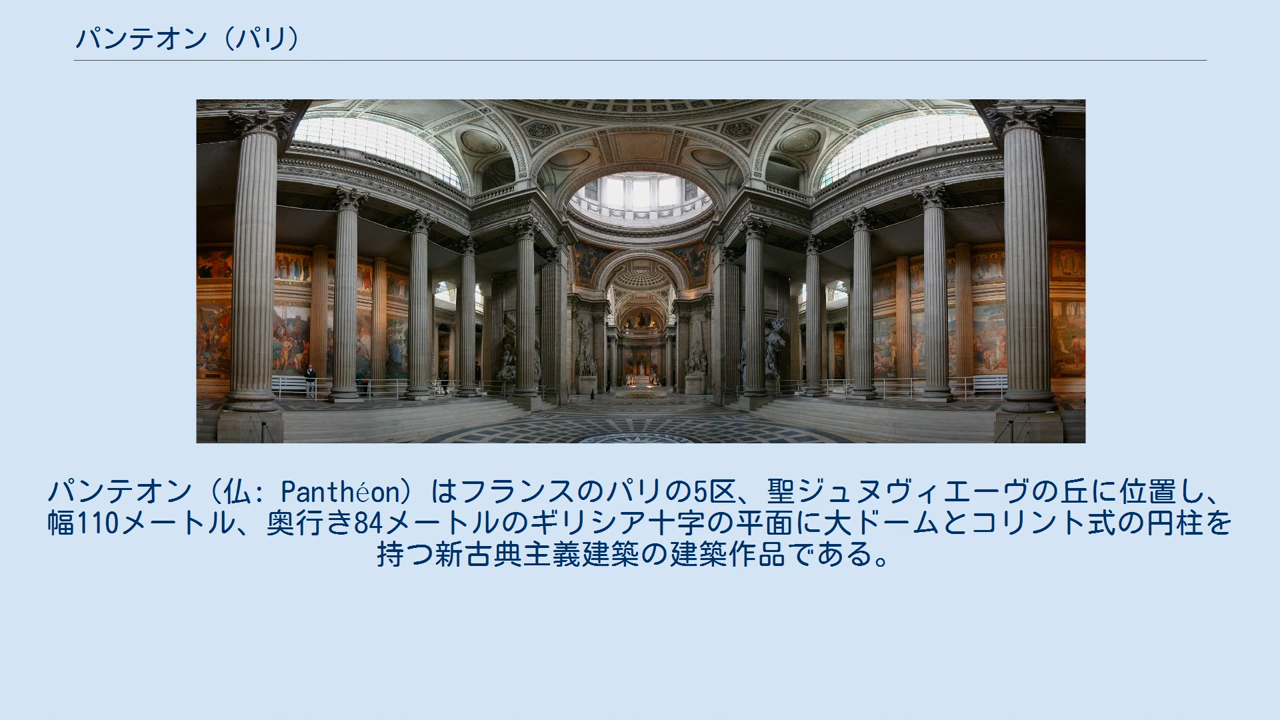 パンテオン（パリ）
パンテオン（仏: Panthéon）はフランスのパリの5区、聖ジュヌヴィエーヴの丘に位置し、
幅110メートル、奥行き84メートルのギリシア十字の平面に大ドームとコリント式の円柱を
持つ新古典主義建築の建築作品である。